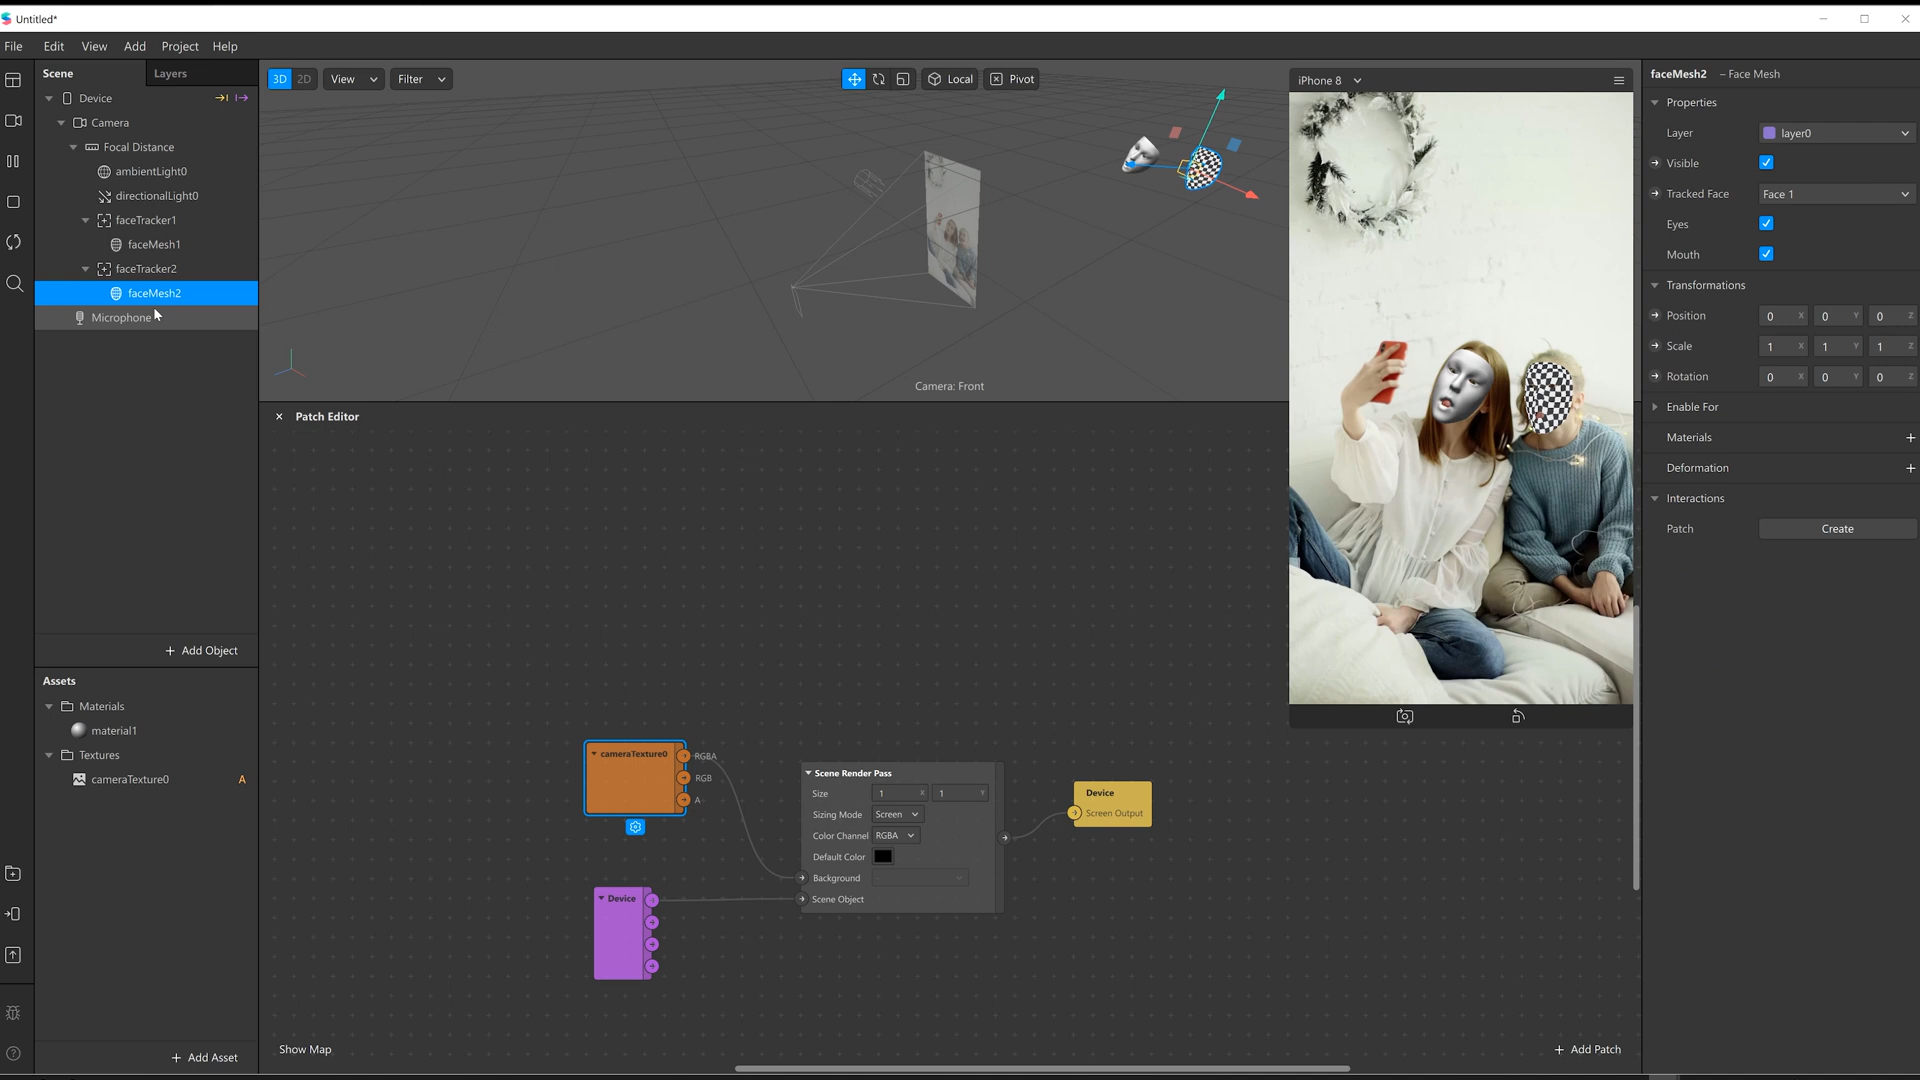 Untitled*
File Edit View Add Project Help
Scene Layers
Device
Camera
Focal Distance
ambientLight0
directionalLight0
faceTracker1
faceMesh1
faceTracker2
faceMesh2
Microphone
+ Add Object
Assets
Materials
material1
Textures
cameraTexture0 A
+ Add Asset
3D 2D View Filter
Local Pivot
Camera: Front
× Patch Editor
cameraTexture0
RGBA
RGB
A
Device
Scene Render Pass
Size 1 X 1 Y
Sizing Mode Screen
Color Channel RGBA
Default Color
Background
Scene Object
Device
Screen Output
Show Map
+ Add Patch
iPhone 8
faceMesh2 – Face Mesh
Properties
Layer layer0
Visible
Tracked Face Face 1
Eyes
Mouth
Transformations
Position 0 X 0 Y 0 Z
Scale 1 X 1 Y 1 Z
Rotation 0 X 0 Y 0 Z
Enable For
Materials +
Deformation +
Interactions
Patch Create